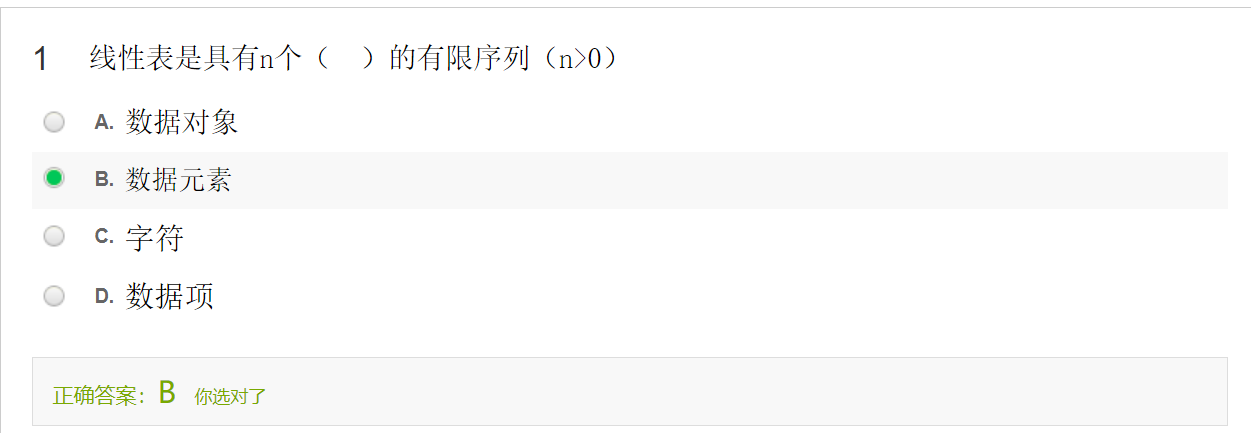 1 线性表是具有n个（ ）的有限序列（n>0）
A. 数据对象
B. 数据元素
C. 字符
D. 数据项
正确答案：B 你选对了